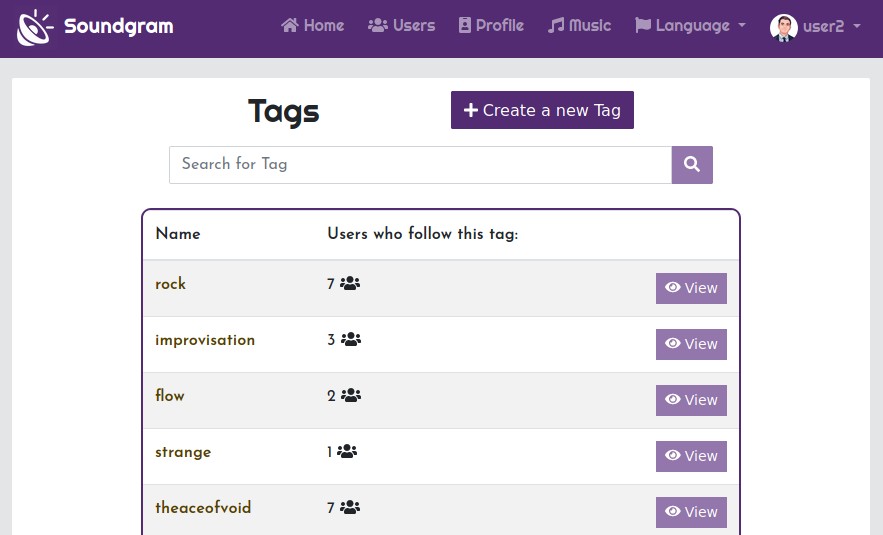 Soundgram Home Users Profile Music Language user2
Tags Create a new Tag
Search for Tag
Name Users who follow this tag:
rock 7 View
improvisation 3 View
flow 2 View
strange 1 View
theaceofvoid 7 View